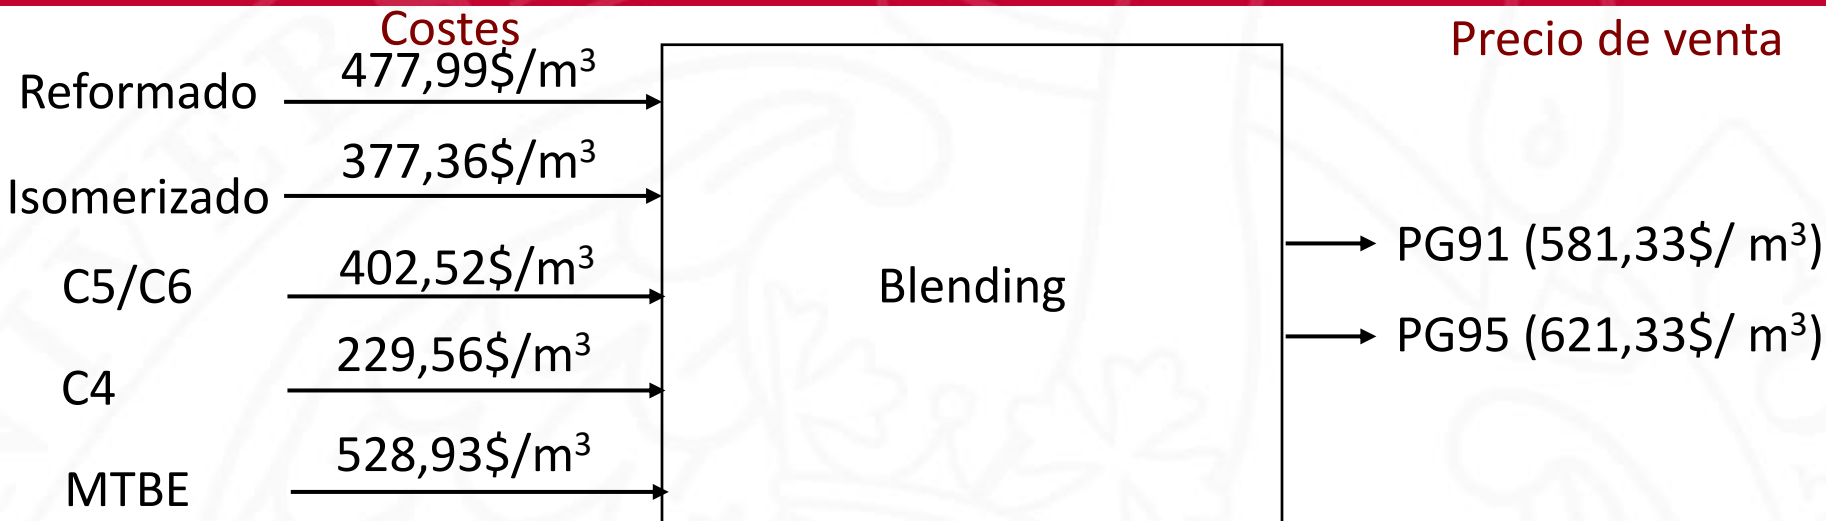 Costes
Precio de venta
Reformado
477,99$/m³
Isomerizado
377,36$/m³
C5/C6
402,52$/m³
C4
229,56$/m³
MTBE
528,93$/m³
Blending
PG91 (581,33$/ m³)
PG95 (621,33$/ m³)